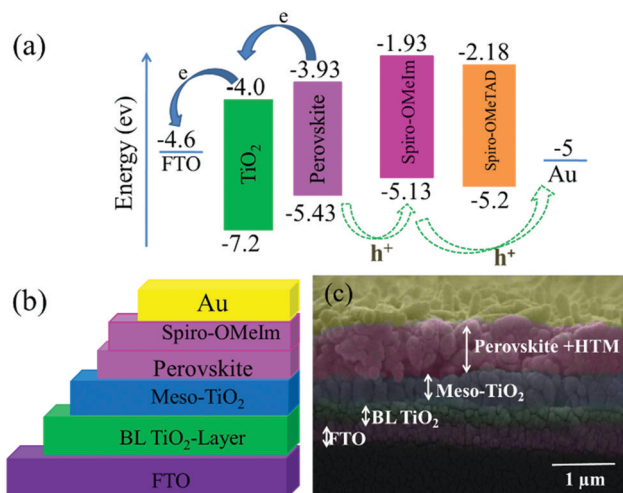 (a)
e
e
-1.93
-2.18
-3.93
-4.0
-4.6
FTO
TiO₂
Perovskite
Spiro-OMeIm
Spiro-OMeTAD
-5
Au
Energy (ev)
-5.13
-5.2
-5.43
-7.2
h⁺
h⁺
(b)
Au
Spiro-OMeIm
Perovskite
Meso-TiO₂
BL TiO₂-Layer
FTO
(c)
Perovskite +HTM
Meso-TiO₂
BL TiO₂
FTO
1 µm